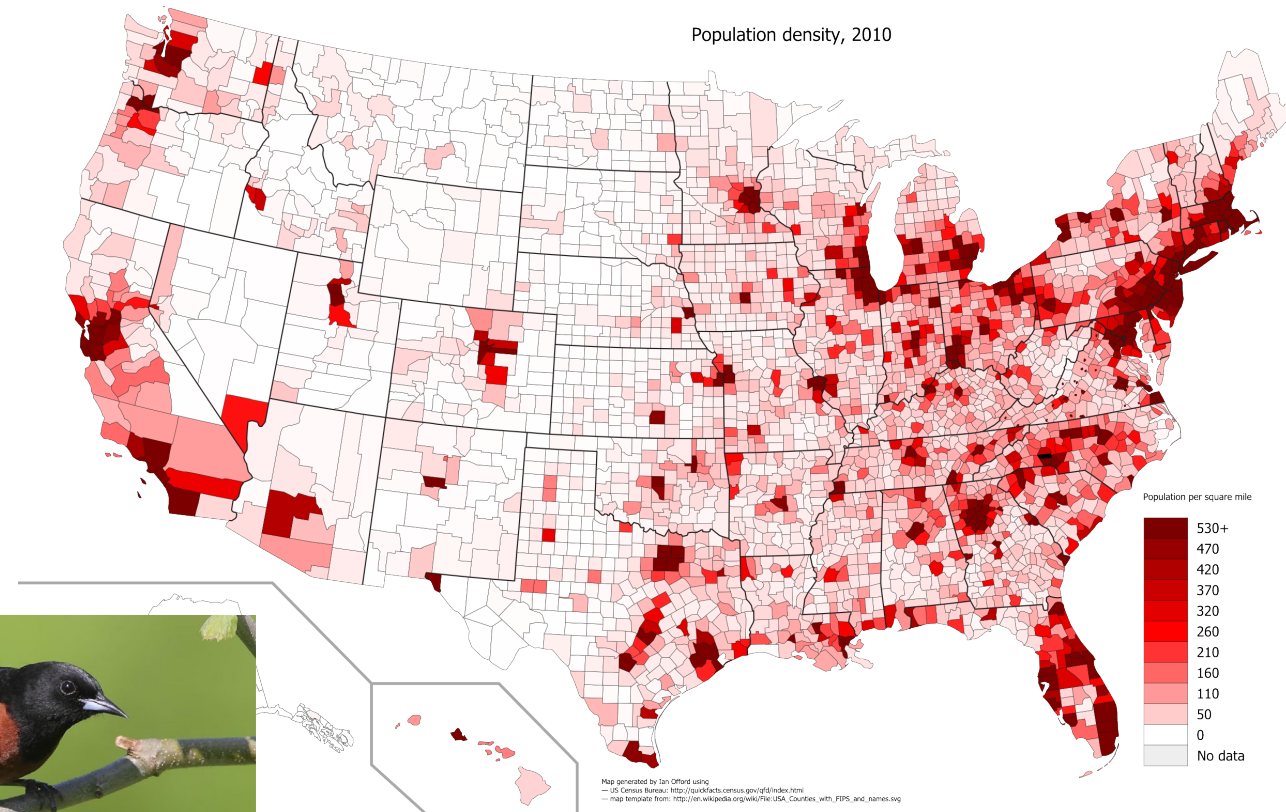 Population density, 2010
Population per square mile
530+
470
420
370
320
260
210
160
110
50
0
No data
Map generated by Ian Offord using
— US Census Bureau: http://quickfacts.census.gov/qfd/index.html
— map template from: http://en.wikipedia.org/wiki/File:USA_Counties_with_FIPS_and_names.svg